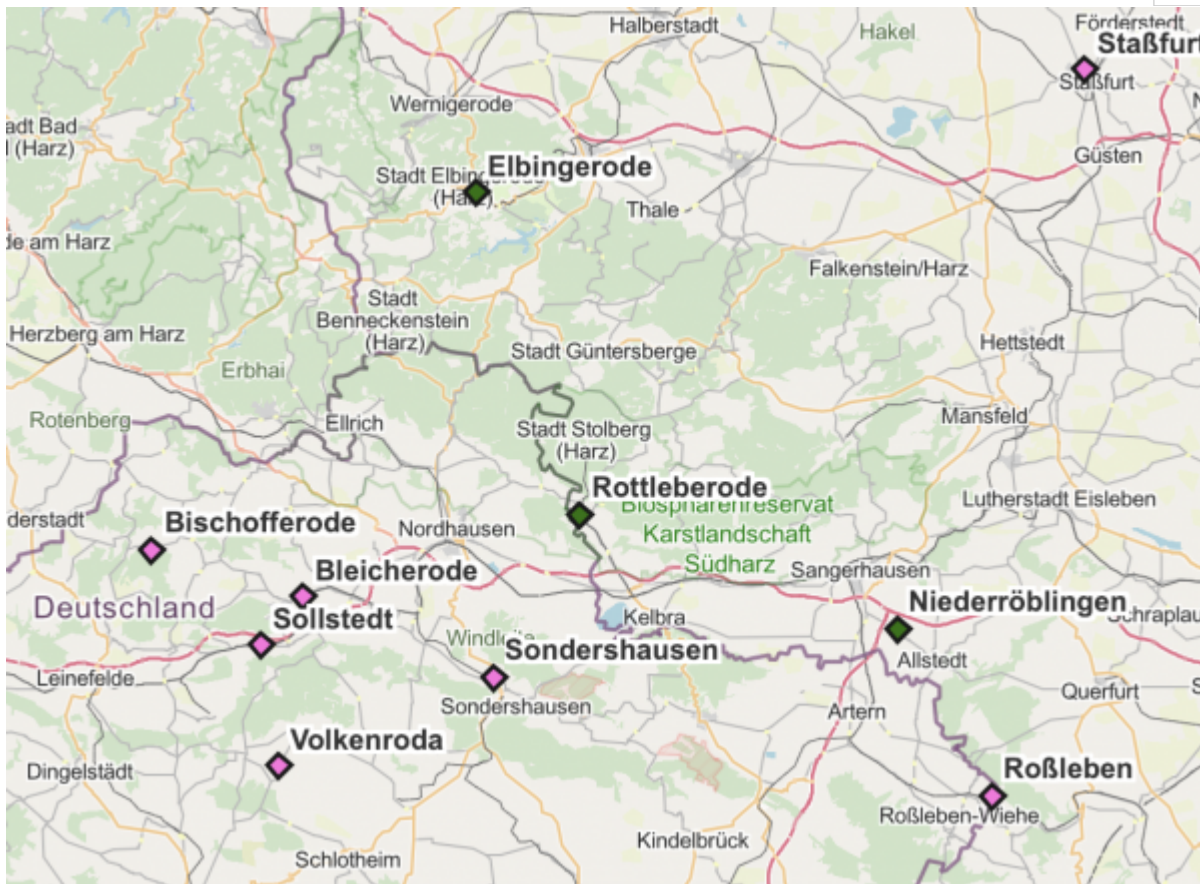 Halberstadt
Hakel
Förderstedt
Staßfurt
Staßfurt
Wernigerode
adt Bad
(Harz)
Güsten
Elbingerode
Stadt Elbingerode
(Harz)
Thale
de am Harz
Falkenstein/Harz
Stadt
Benneckenstein
(Harz)
Herzberg am Harz
Stadt Güntersberge
Hettstedt
Erbhai
Rotenberg
Ellrich
Stadt Stolberg
(Harz)
Mansfeld
Rottleberode
Biosphärenreservat
Karstlandschaft
Südharz
Lutherstadt Eisleben
derstadt
Bischofferode
Nordhausen
Sangerhausen
Bleicherode
Deutschland
Sollstedt
Kelbra
Niederröblingen
Schraplau
Windleite
Sondershausen
Allstedt
Leinefelde
Sondershausen
Querfurt
Artern
Volkenroda
Dingelstädt
Roßleben
Roßleben-Wiehe
Kindelbrück
Schlotheim